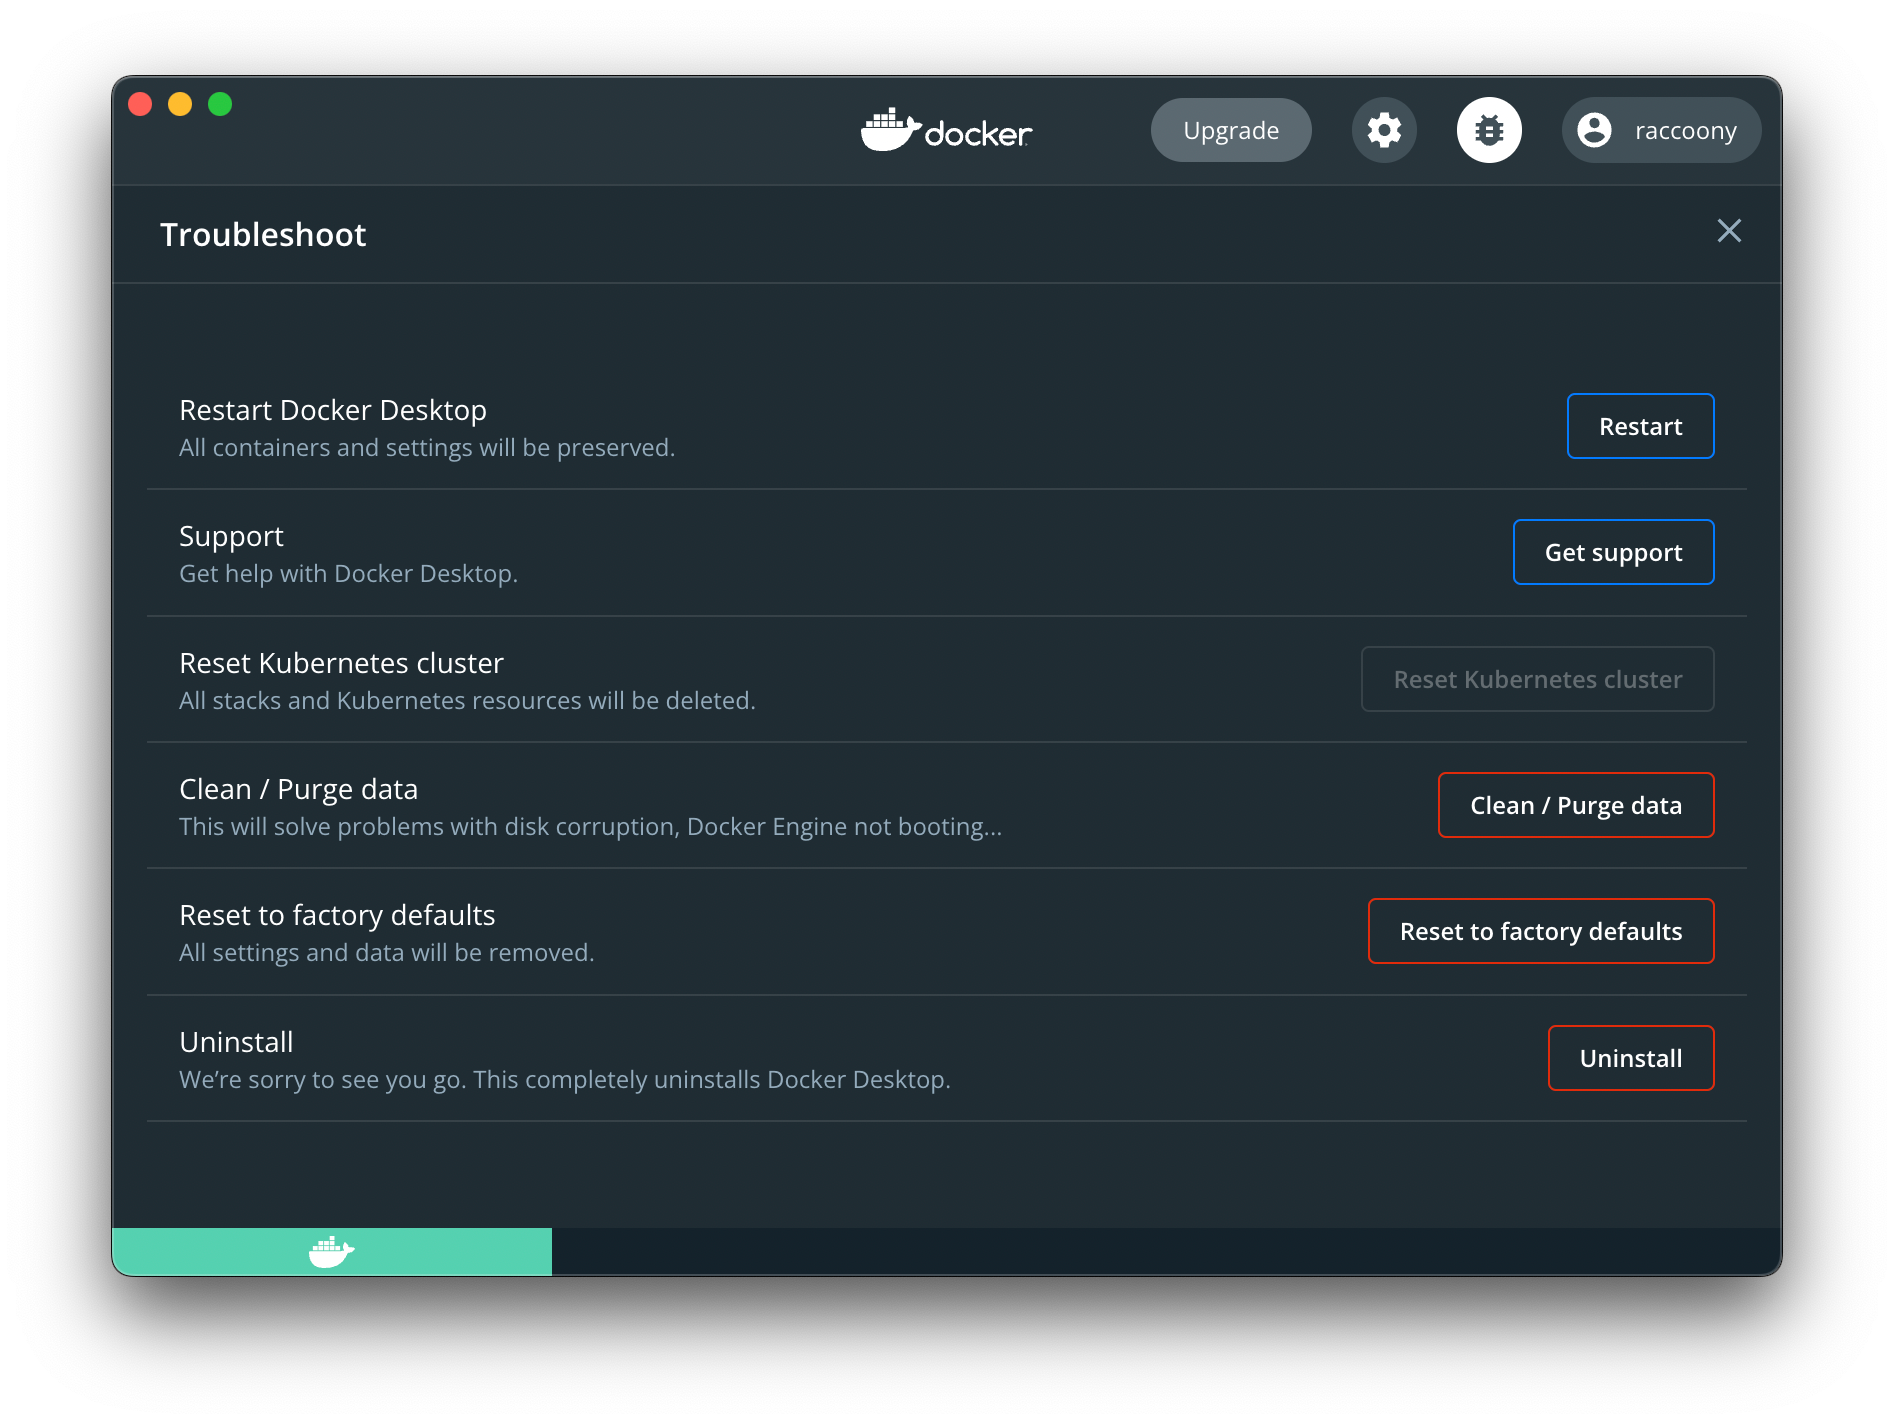 docker
Upgrade
raccoony
Troubleshoot
Restart Docker Desktop
All containers and settings will be preserved.
Restart
Support
Get help with Docker Desktop.
Get support
Reset Kubernetes cluster
All stacks and Kubernetes resources will be deleted.
Reset Kubernetes cluster
Clean / Purge data
This will solve problems with disk corruption, Docker Engine not booting...
Clean / Purge data
Reset to factory defaults
All settings and data will be removed.
Reset to factory defaults
Uninstall
We’re sorry to see you go. This completely uninstalls Docker Desktop.
Uninstall